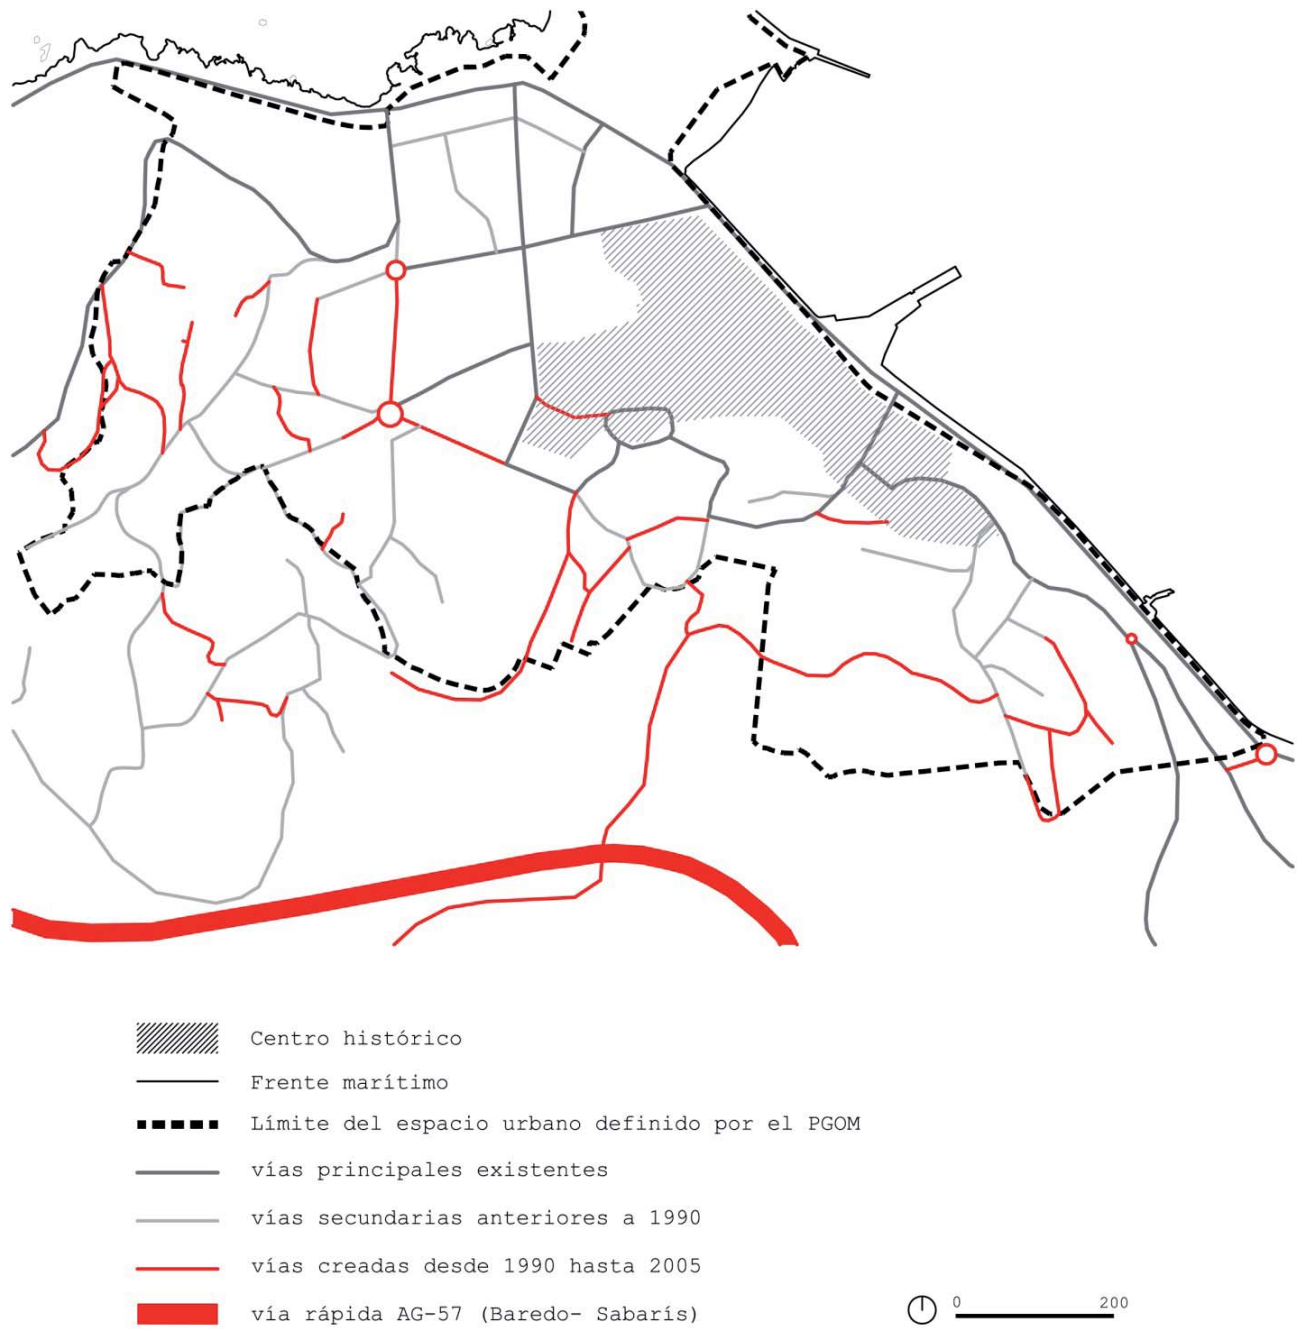 Centro histórico
Frente marítimo
Límite del espacio urbano definido por el PGOM
vías principales existentes
vías secundarias anteriores a 1990
vías creadas desde 1990 hasta 2005
vía rápida AG-57 (Baredo- Sabarís)
0 200